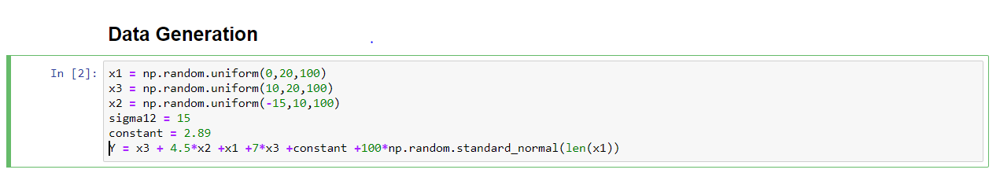 Data Generation
In [2]:
x1 = np.random.uniform(0,20,100)
x3 = np.random.uniform(10,20,100)
x2 = np.random.uniform(-15,10,100)
sigma12 = 15
constant = 2.89
Y = x3 + 4.5*x2 +x1 +7*x3 +constant +100*np.random.standard_normal(len(x1))